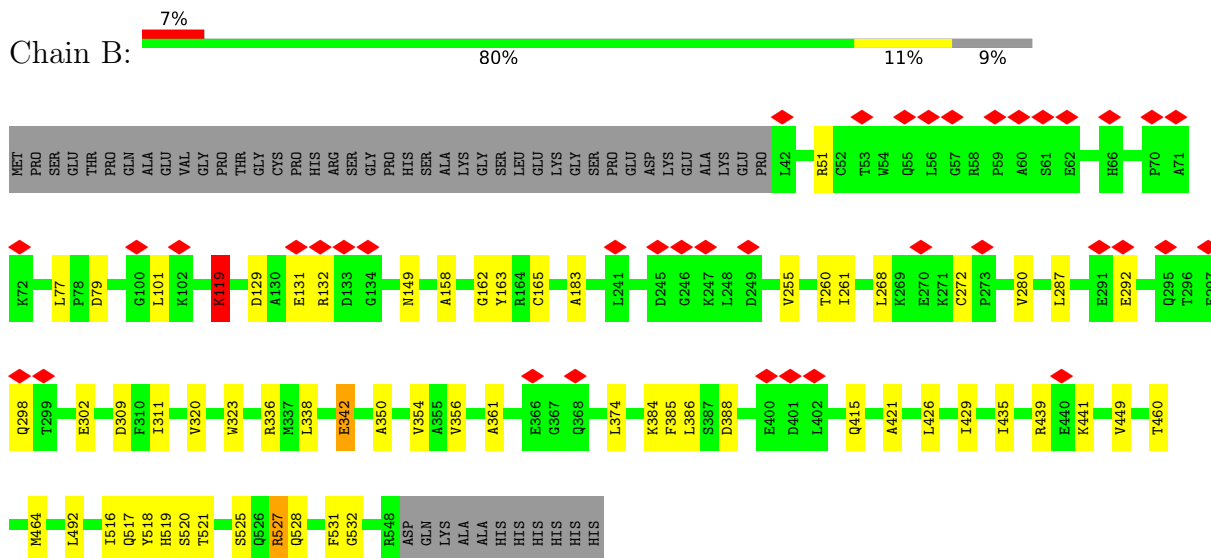 7%
Chain B:
80% 11% 9%
MET PRO SER GLU THR PRO GLN ALA GLU VAL GLY PRO THR GLY CYS PRO HIS ARG SER GLY PRO HIS SER ALA LYS GLY SER LEU GLU LYS GLY SER PRO GLU ASP LYS GLU ALA LYS GLU PRO L42 R51 C52 T53 W54 Q55 L56 G57 R58 P59 A60 S61 E62 H66 P70 A71
K72 L77 P78 D79 G100 L101 K102 K119 D129 A130 E131 R132 D133 G134 N149 A158 G162 Y163 R164 C165 A183 L241 D245 G246 K247 L248 D249 V255 T260 I261 L268 K269 E270 K271 C272 P273 V280 L287 E291 E292 Q295 T296 E297
Q298 T299 E302 D309 F310 I311 V320 W323 R336 M337 L338 E342 A350 V354 A355 V356 A361 E366 G367 Q368 L374 K384 F385 L386 S387 D388 E400 D401 L402 Q415 A421 L426 I429 I435 R439 E440 K441 V449 T460
M464 L492 I516 Q517 Y518 H519 S520 T521 S525 Q526 R527 Q528 F531 G532 R548 ASP GLN LYS ALA ALA HIS HIS HIS HIS HIS HIS